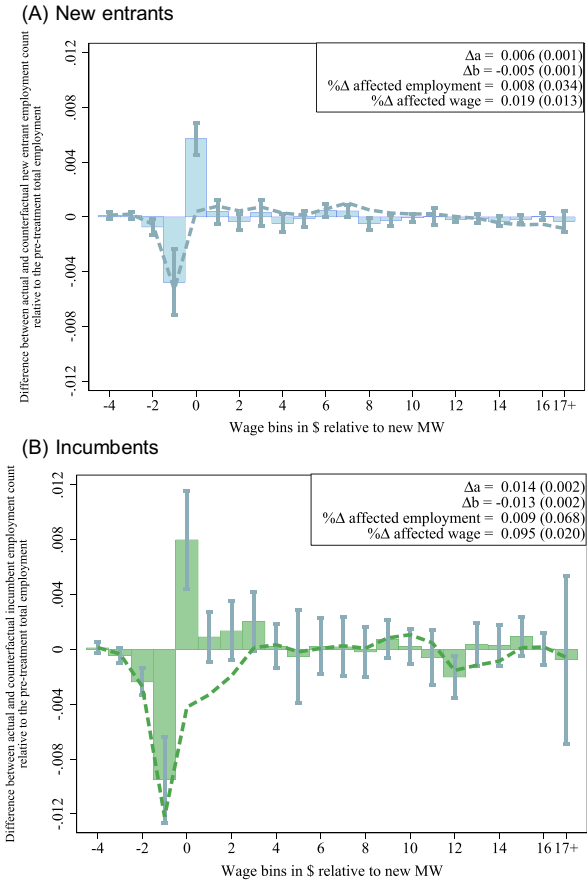 (A) New entrants
Difference between actual and counterfactual new entrant employment count
relative to the pre-treatment total employment
.012
.008
.004
0
-.004
-.008
-.012
Δa = 0.006 (0.001)
Δb = -0.005 (0.001)
%Δ affected employment = 0.008 (0.034)
%Δ affected wage = 0.019 (0.013)
-4 -2 0 2 4 6 8 10 12 14 16 17+
Wage bins in $ relative to new MW
(B) Incumbents
Difference between actual and counterfactual incumbent employment count
relative to the pre-treatment total employment
.012
.008
.004
0
-.004
-.008
-.012
Δa = 0.014 (0.002)
Δb = -0.013 (0.002)
%Δ affected employment = 0.009 (0.068)
%Δ affected wage = 0.095 (0.020)
-4 -2 0 2 4 6 8 10 12 14 16 17+
Wage bins in $ relative to new MW